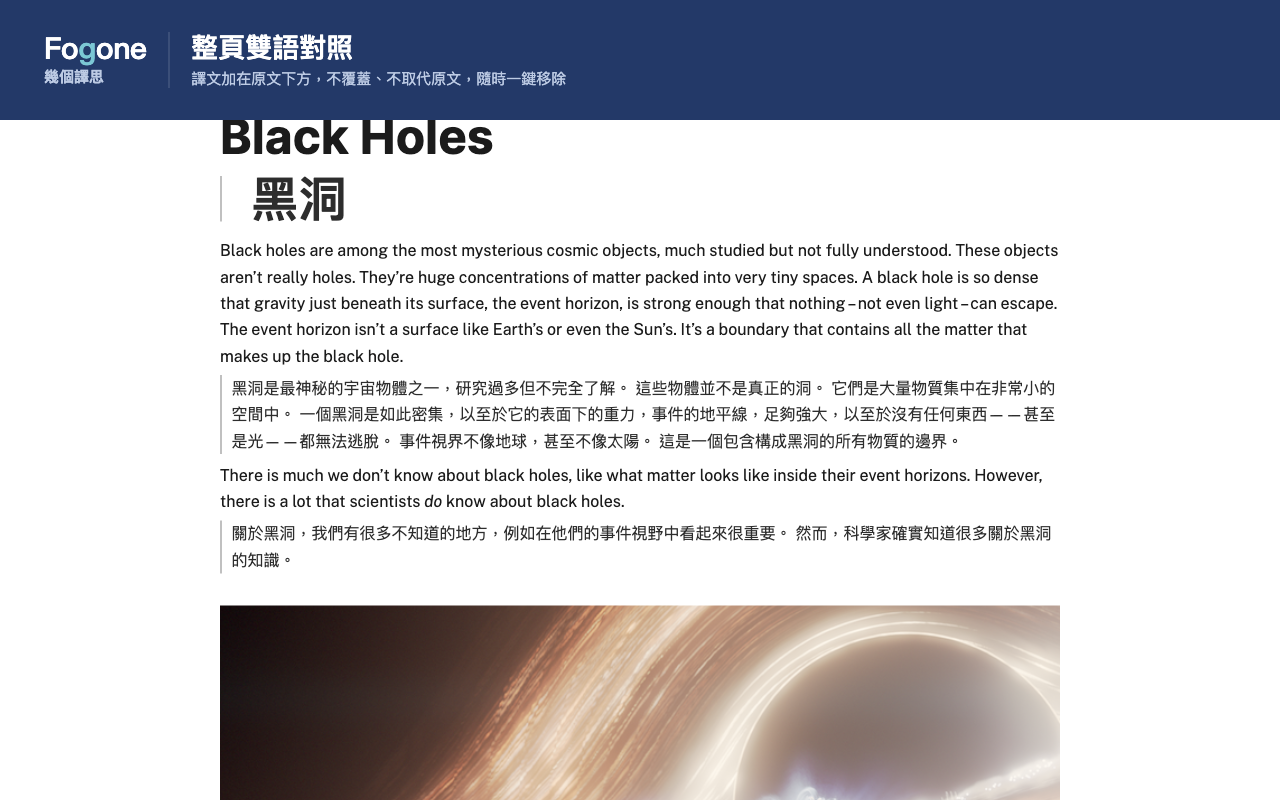 Fogone
幾個譯思
整頁雙語對照
譯文加在原文下方，不覆蓋、不取代原文，隨時一鍵移除
Black Holes
黑洞
Black holes are among the most mysterious cosmic objects, much studied but not fully understood. These objects
aren’t really holes. They’re huge concentrations of matter packed into very tiny spaces. A black hole is so dense
that gravity just beneath its surface, the event horizon, is strong enough that nothing – not even light – can escape.
The event horizon isn’t a surface like Earth’s or even the Sun’s. It’s a boundary that contains all the matter that
makes up the black hole.
黑洞是最神秘的宇宙物體之一，研究過多但不完全了解。 這些物體並不是真正的洞。 它們是大量物質集中在非常小的
空間中。 一個黑洞是如此密集，以至於它的表面下的重力，事件的地平線，足夠強大，以至於沒有任何東西——甚至
是光——都無法逃脫。 事件視界不像地球，甚至不像太陽。 這是一個包含構成黑洞的所有物質的邊界。
There is much we don’t know about black holes, like what matter looks like inside their event horizons. However,
there is a lot that scientists do know about black holes.
關於黑洞，我們有很多不知道的地方，例如在他們的事件視野中看起來很重要。 然而，科學家確實知道很多關於黑洞
的知識。